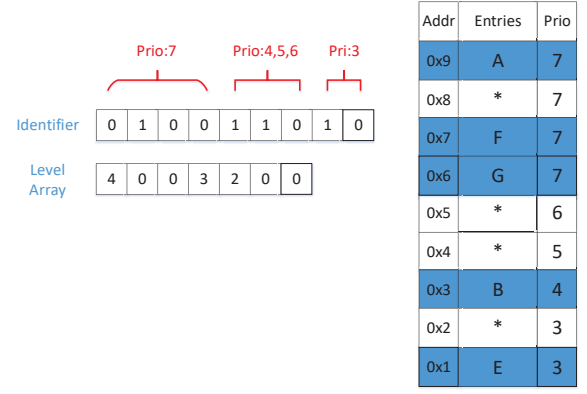 Prio:7 Prio:4,5,6 Pri:3
Identifier 0 1 0 0 1 1 0 1 0
Level Array 4 0 0 3 2 0 0
Addr Entries Prio
0x9 A 7
0x8 * 7
0x7 F 7
0x6 G 7
0x5 * 6
0x4 * 5
0x3 B 4
0x2 * 3
0x1 E 3